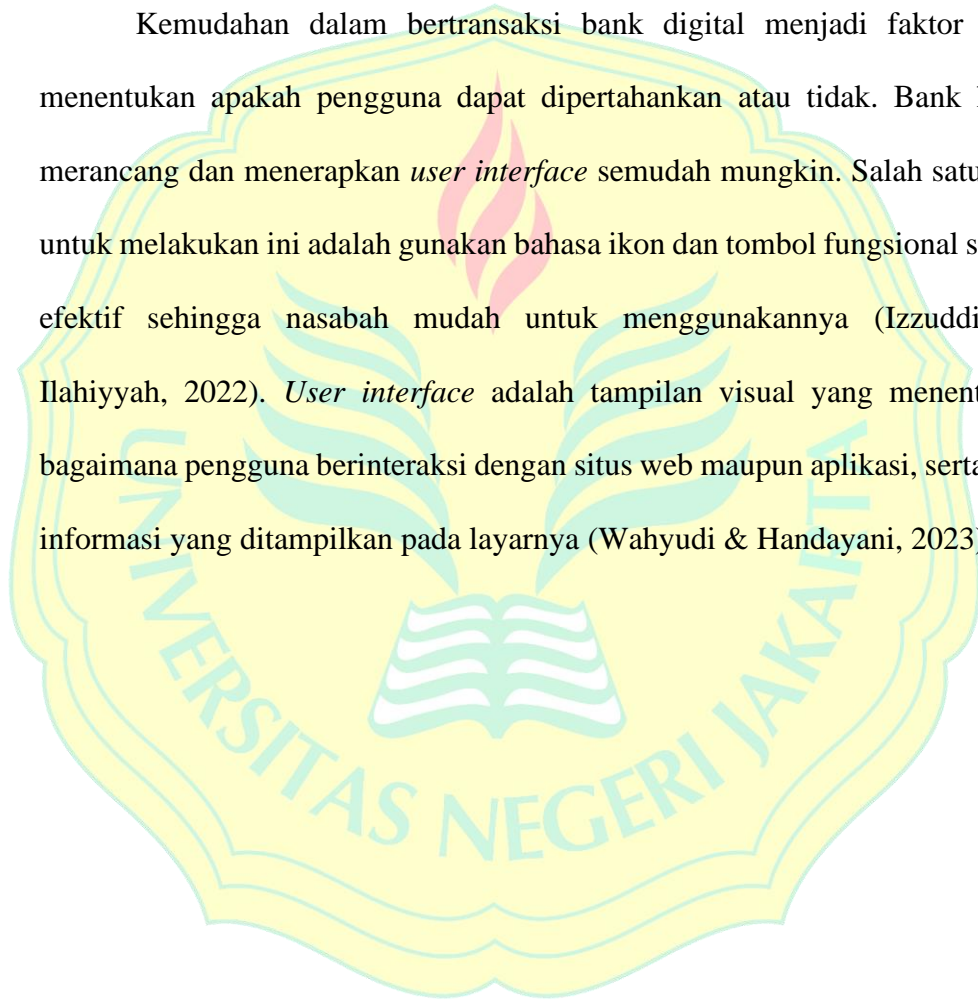 Kemudahan dalam bertransaksi bank digital menjadi faktor
menentukan apakah pengguna dapat dipertahankan atau tidak. Bank
merancang dan menerapkan user interface semudah mungkin. Salah satu
untuk melakukan ini adalah gunakan bahasa ikon dan tombol fungsional
efektif sehingga nasabah mudah untuk menggunakannya (Izzuddi
Ilahiyyah, 2022). User interface adalah tampilan visual yang menent
bagaimana pengguna berinteraksi dengan situs web maupun aplikasi, serta
informasi yang ditampilkan pada layarnya (Wahyudi & Handayani, 2023)
UNIVERSITAS NEGERI JAKARTA